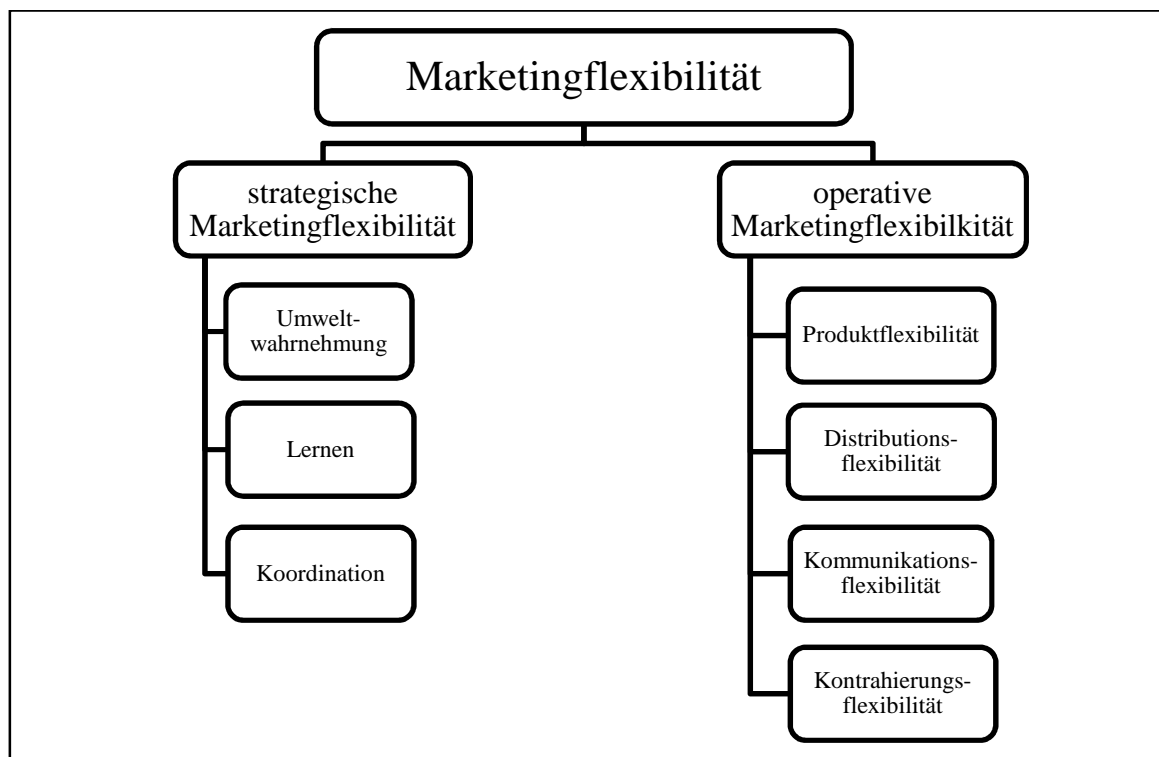 Marketingflexibilität
strategische
Marketingflexibilität
Umwelt-
wahrnehmung
Lernen
Koordination
operative
Marketingflexibilkität
Produktflexibilität
Distributions-
flexibilität
Kommunikations-
flexibilität
Kontrahierungs-
flexibilität